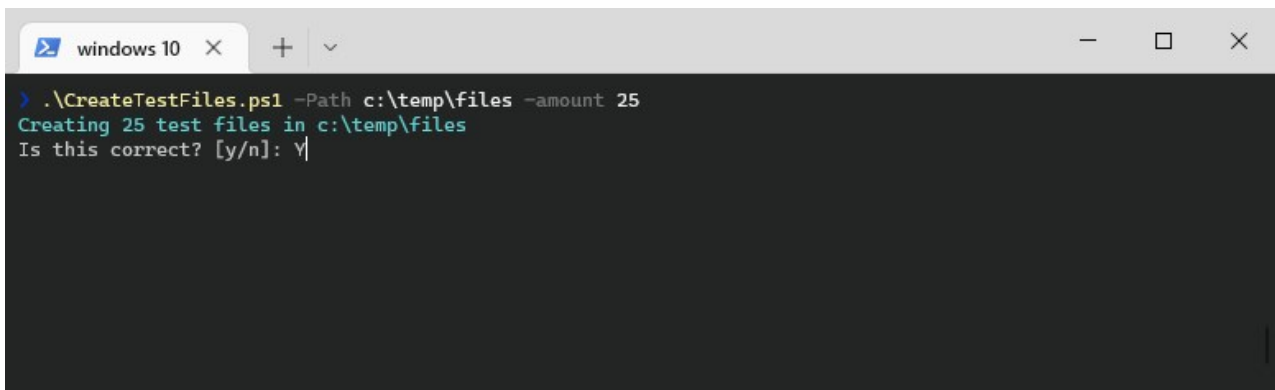 windows 10
❯ .\CreateTestFiles.ps1 -Path c:\temp\files -amount 25
Creating 25 test files in c:\temp\files
Is this correct? [y/n]: Y